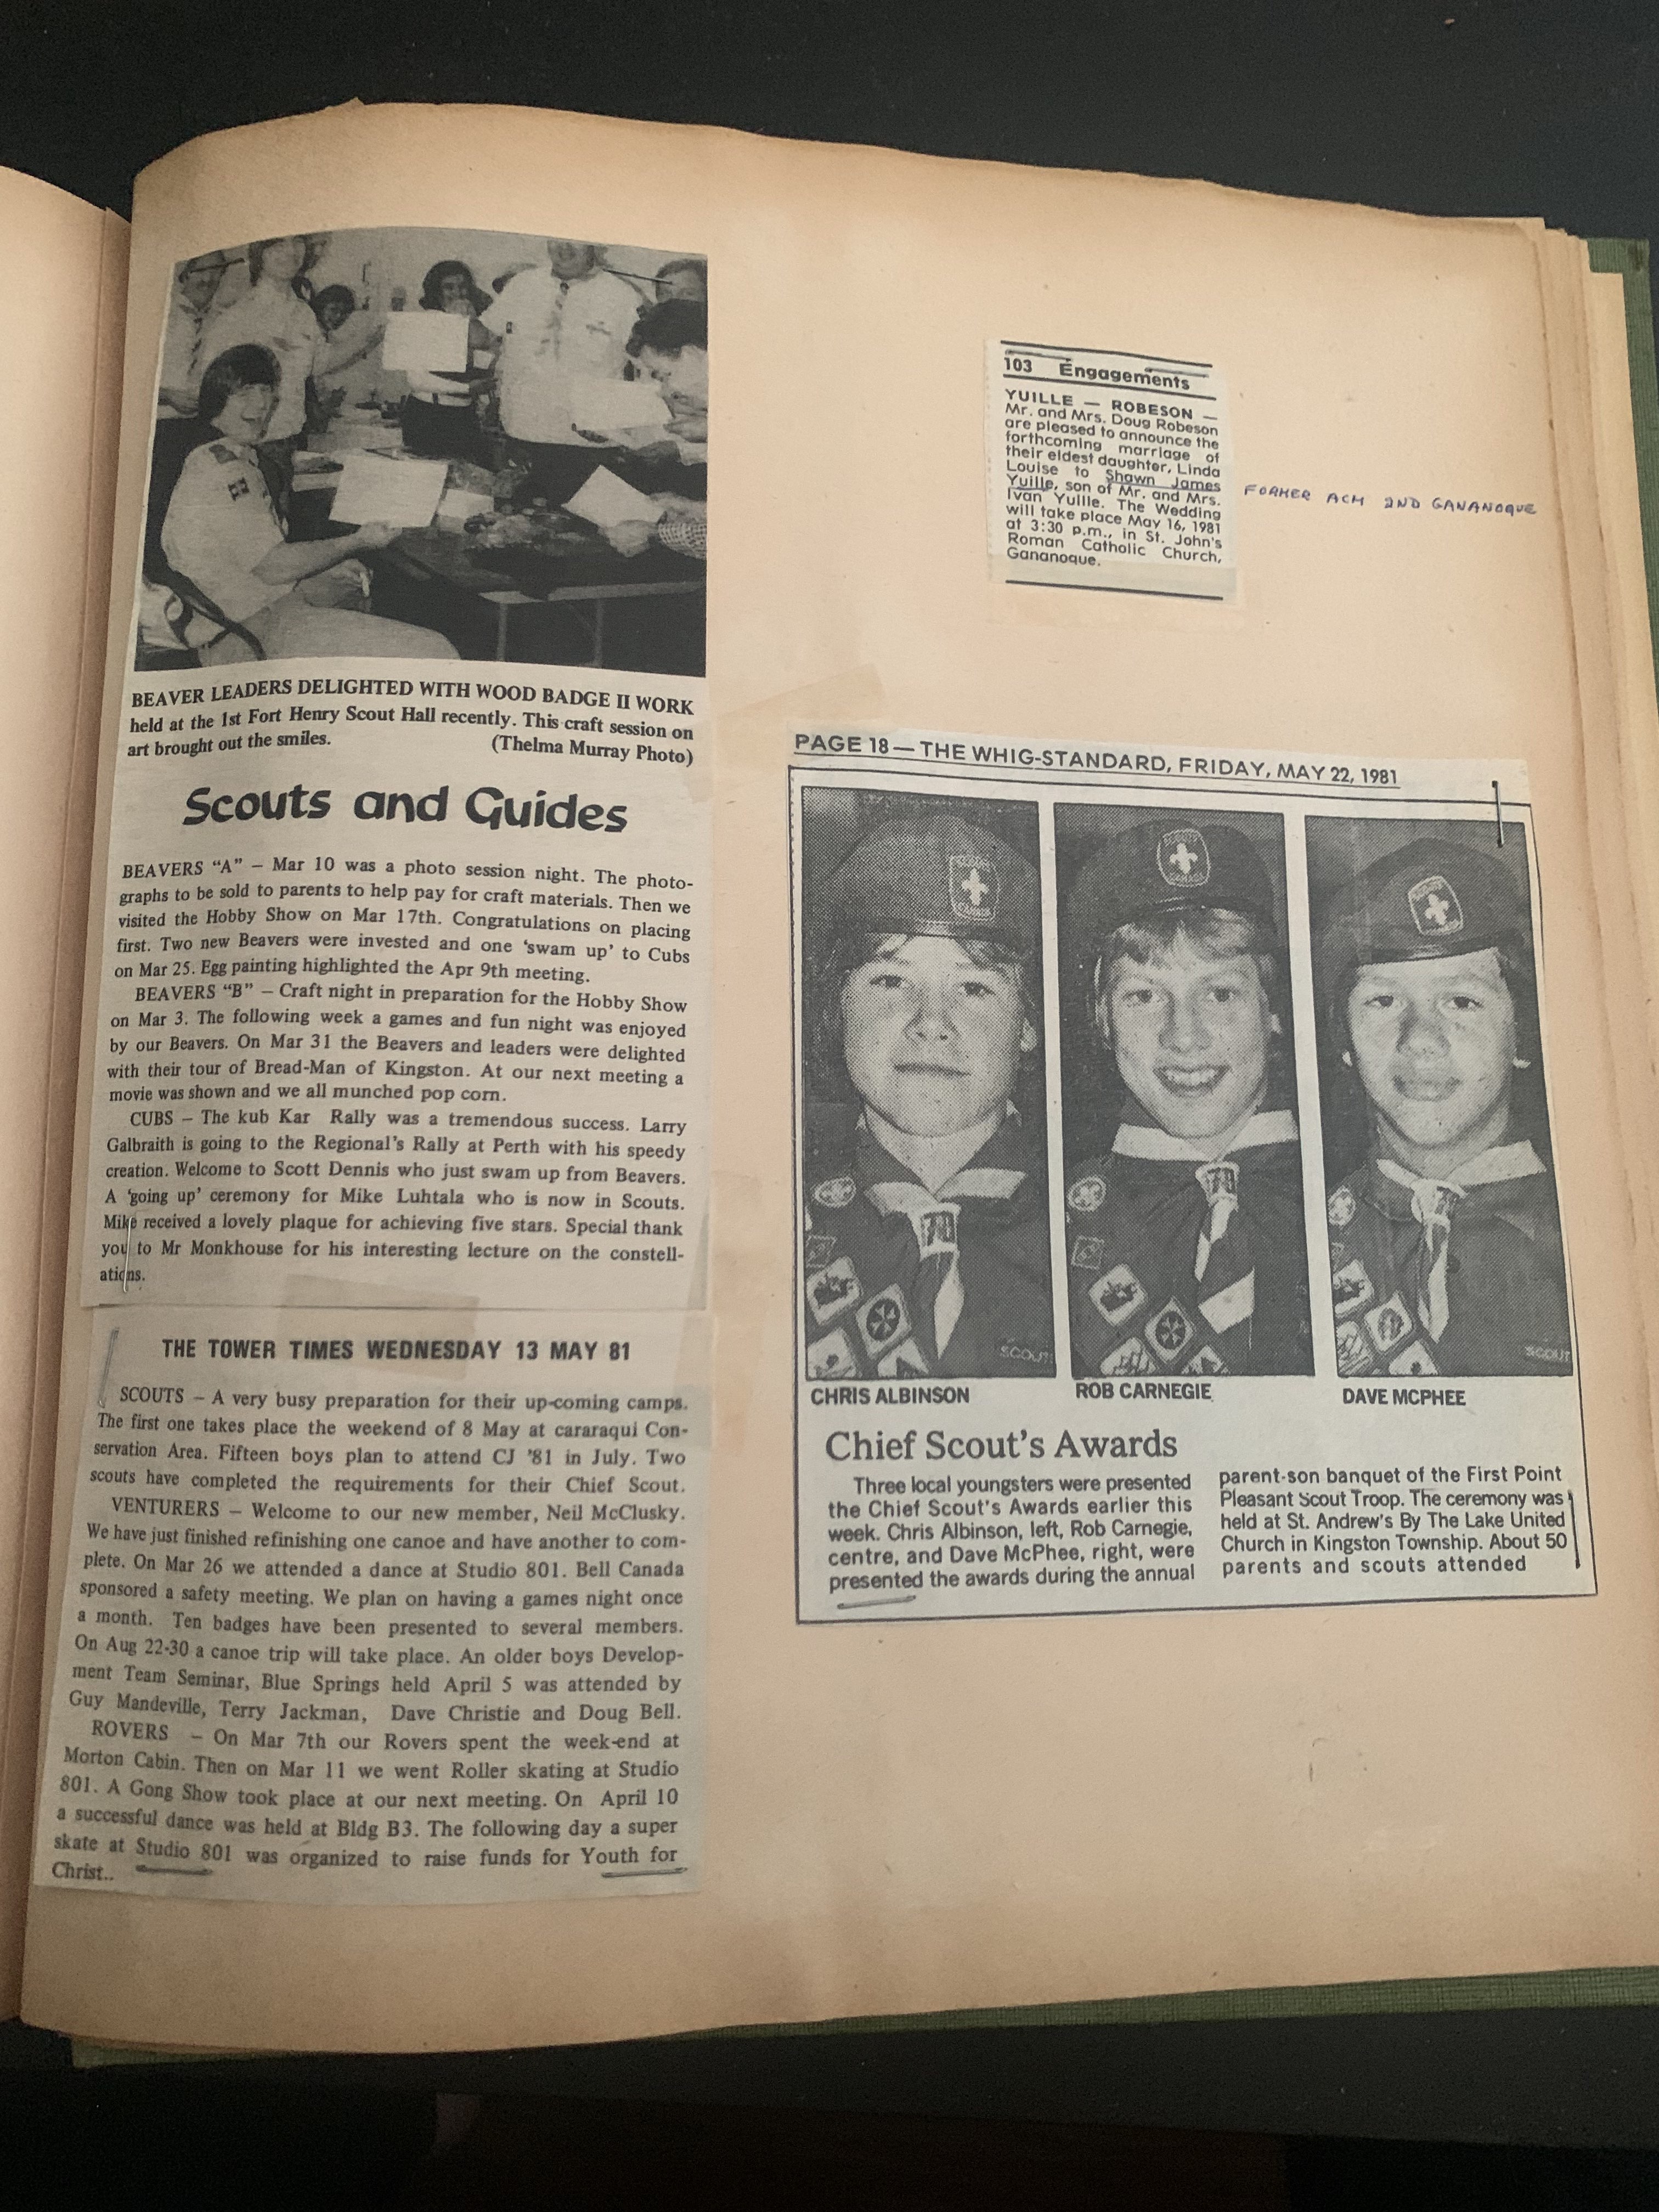 BEAVER LEADERS DELIGHTED WITH WOOD BADGE II WORK
held at the 1st Fort Henry Scout Hall recently. This craft session on
art brought out the smiles. (Thelma Murray Photo)
Scouts and Guides
BEAVERS “A” – Mar 10 was a photo session night. The photo-
graphs to be sold to parents to help pay for craft materials. Then we
visited the Hobby Show on Mar 17th. Congratulations on placing
first. Two new Beavers were invested and one ‘swam up’ to Cubs
on Mar 25. Egg painting highlighted the Apr 9th meeting.
BEAVERS “B” – Craft night in preparation for the Hobby Show
on Mar 3. The following week a games and fun night was enjoyed
by our Beavers. On Mar 31 the Beavers and leaders were delighted
with their tour of Bread-Man of Kingston. At our next meeting a
movie was shown and we all munched pop corn.
CUBS – The kub Kar Rally was a tremendous success. Larry
Galbraith is going to the Regional’s Rally at Perth with his speedy
creation. Welcome to Scott Dennis who just swam up from Beavers.
A ‘going up’ ceremony for Mike Luhtala who is now in Scouts.
Mike received a lovely plaque for achieving five stars. Special thank
you to Mr Monkhouse for his interesting lecture on the constell-
ations.
THE TOWER TIMES WEDNESDAY 13 MAY 81
SCOUTS – A very busy preparation for their up-coming camps.
The first one takes place the weekend of 8 May at cararaqui Con-
servation Area. Fifteen boys plan to attend CJ ’81 in July. Two
scouts have completed the requirements for their Chief Scout.
VENTURERS – Welcome to our new member, Neil McClusky.
We have just finished refinishing one canoe and have another to com-
plete. On Mar 26 we attended a dance at Studio 801. Bell Canada
sponsored a safety meeting. We plan on having a games night once
a month. Ten badges have been presented to several members.
On Aug 22-30 a canoe trip will take place. An older boys Develop-
ment Team Seminar, Blue Springs held April 5 was attended by
Guy Mandeville, Terry Jackman, Dave Christie and Doug Bell.
ROVERS – On Mar 7th our Rovers spent the week-end at
Morton Cabin. Then on Mar 11 we went Roller skating at Studio
801. A Gong Show took place at our next meeting. On April 10
a successful dance was held at Bldg B3. The following day a super
skate at Studio 801 was organized to raise funds for Youth for
Christ..
103 Engagements
YUILLE — ROBESON —
Mr. and Mrs. Doug Robeson
are pleased to announce the
forthcoming marriage of
their eldest daughter, Linda
Louise to Shawn James
Yuille, son of Mr. and Mrs.
Ivan Yuille. The Wedding
will take place May 16, 1981
at 3:30 p.m., in St. John's
Roman Catholic Church,
Gananoque.
FORMER ACM 2ND GANANOQUE
PAGE 18 — THE WHIG-STANDARD, FRIDAY, MAY 22, 1981
CANADA
SCOUT
SCOUT
CHRIS ALBINSON
ROB CARNEGIE
DAVE MCPHEE
Chief Scout's Awards
Three local youngsters were presented
the Chief Scout's Awards earlier this
week. Chris Albinson, left, Rob Carnegie,
centre, and Dave McPhee, right, were
presented the awards during the annual
parent-son banquet of the First Point
Pleasant Scout Troop. The ceremony was
held at St. Andrew's By The Lake United
Church in Kingston Township. About 50
parents and scouts attended